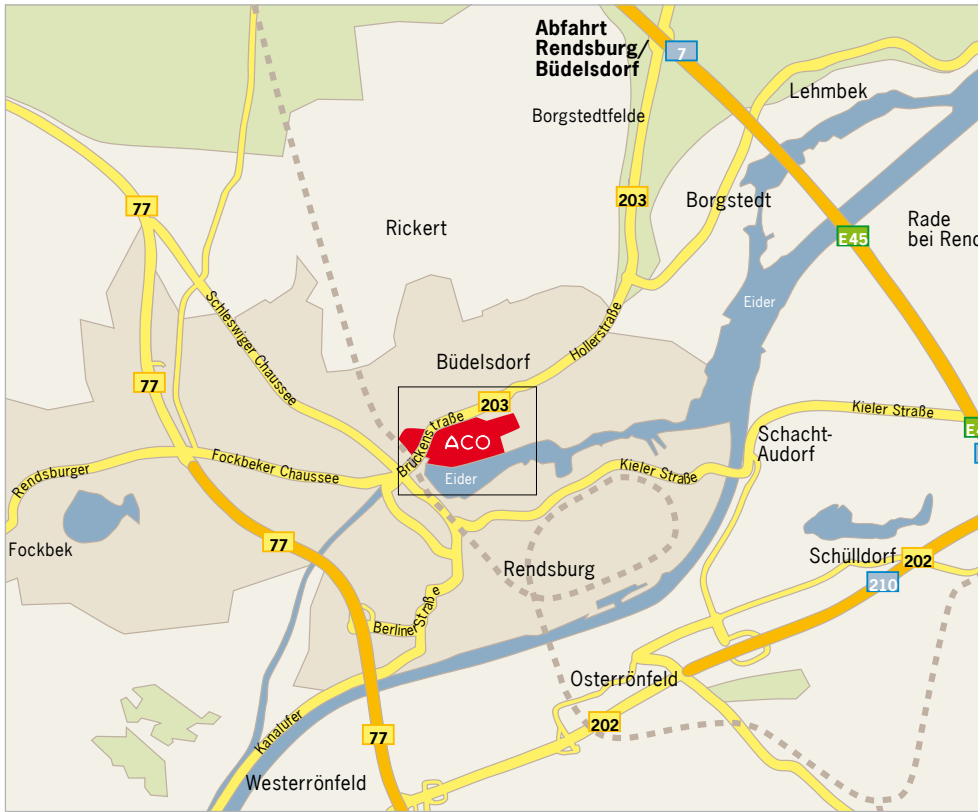 Abfahrt
Rendsburg/
Büdelsdorf
7
Lehmbek
Borgstedtfelde
77
203
Borgstedt
Rade
bei Rend
E45
Rickert
Eider
Schleswiger Chaussee
Hollerstraße
Büdelsdorf
77
203
Kieler Straße
Brückenstraße
ACO
Schacht-
Audorf
Rendsburger
Fockbeker Chaussee
Eider
Kieler Straße
Fockbek
77
Rendsburg
Schülldorf
202
210
Berliner Straße
Osterrönfeld
Kanalufer
77
202
Westerrönfeld